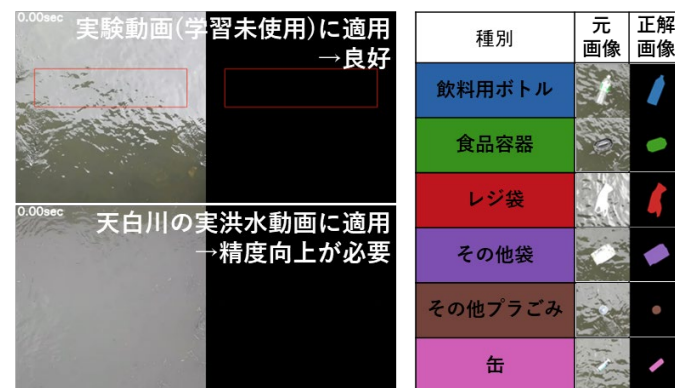 0.00sec
実験動画(学習未使用)に適用
→良好
0.00sec
天白川の実洪水動画に適用
→精度向上が必要
種別
元
画像
正解
画像
飲料用ボトル
食品容器
レジ袋
その他袋
その他プラごみ
缶